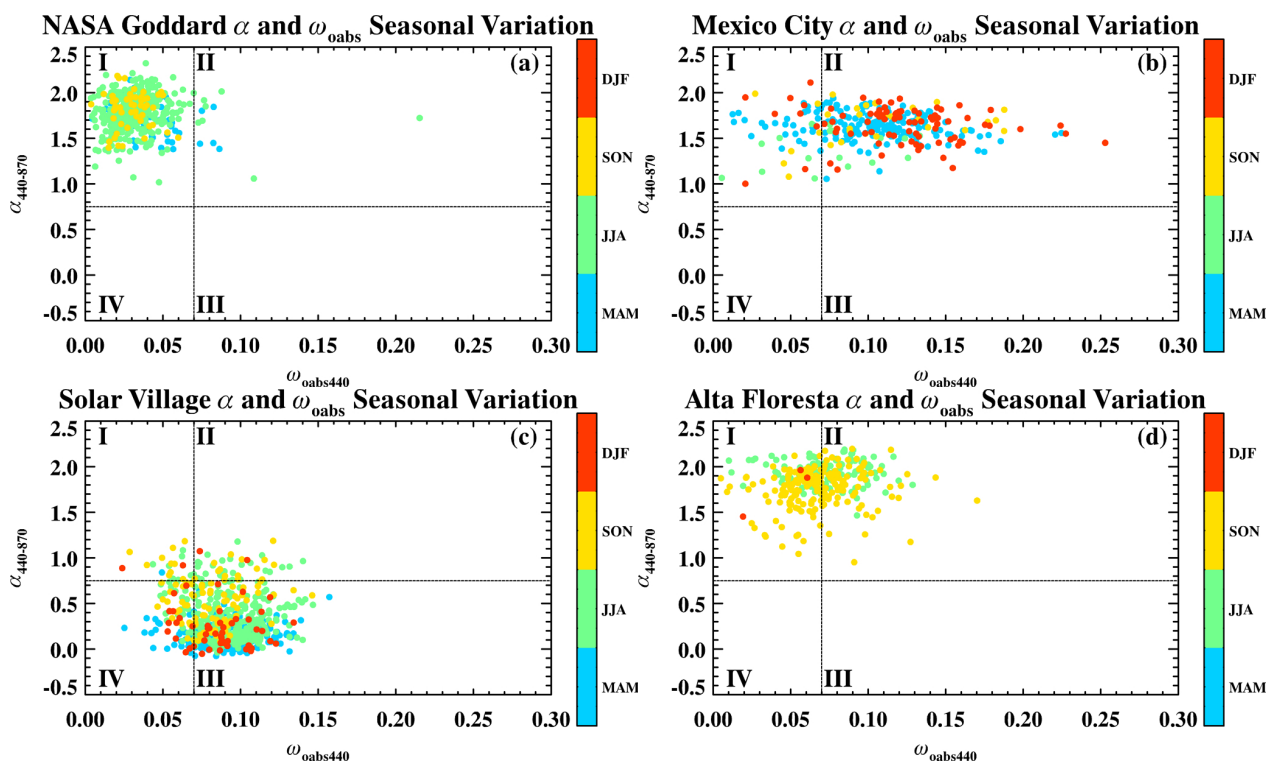 NASA Goddard α and ωoabs Seasonal Variation
I II (a)
2.5
2.0
1.5
1.0
0.5
0.0
-0.5
IV III
α440-870
0.00 0.05 0.10 0.15 0.20 0.25 0.30
ωoabs440
DJF
SON
JJA
MAM
Mexico City α and ωoabs Seasonal Variation
I II (b)
2.5
2.0
1.5
1.0
0.5
0.0
-0.5
IV III
α440-870
0.00 0.05 0.10 0.15 0.20 0.25 0.30
ωoabs440
DJF
SON
JJA
MAM
Solar Village α and ωoabs Seasonal Variation
I II (c)
2.5
2.0
1.5
1.0
0.5
0.0
-0.5
IV III
α440-870
0.00 0.05 0.10 0.15 0.20 0.25 0.30
ωoabs440
DJF
SON
JJA
MAM
Alta Floresta α and ωoabs Seasonal Variation
I II (d)
2.5
2.0
1.5
1.0
0.5
0.0
-0.5
IV III
α440-870
0.00 0.05 0.10 0.15 0.20 0.25 0.30
ωoabs440
DJF
SON
JJA
MAM